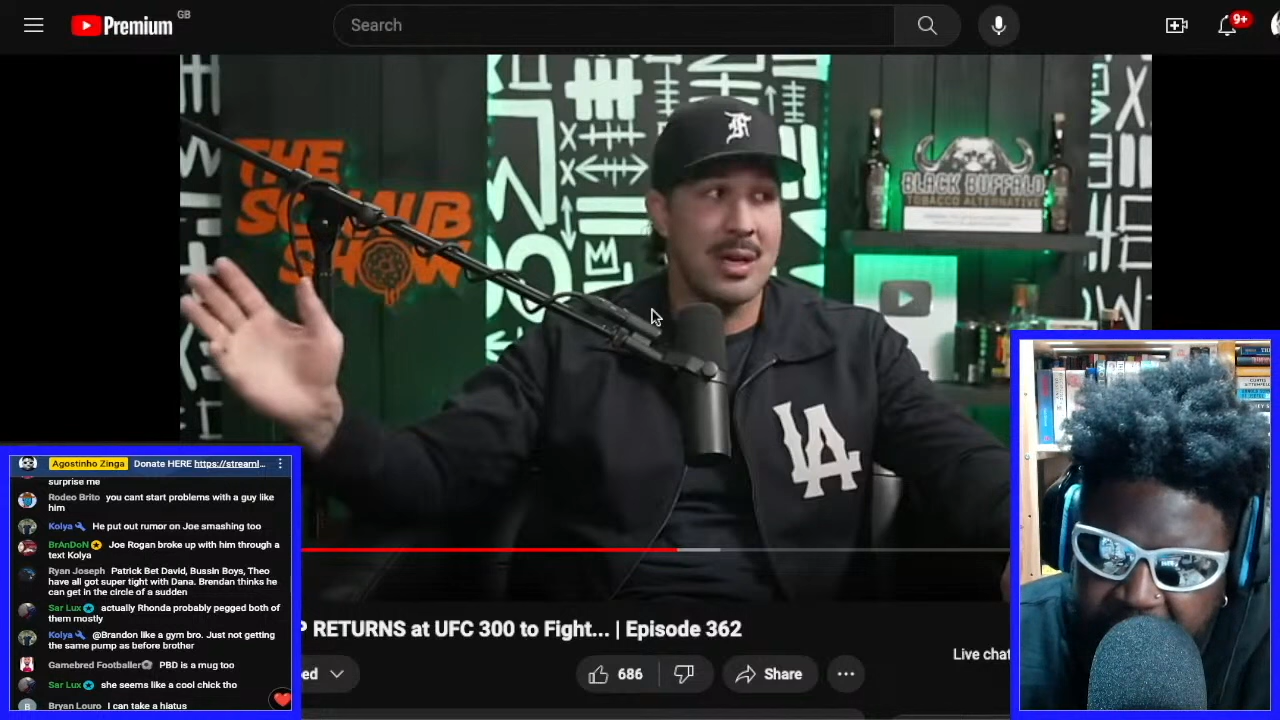 Premium
GB
Search
9+
THE
SCHAUB
SHOW
BLACK BUFFALO
TOBACCO ALTERNATIVE
LA
P RETURNS at UFC 300 to Fight... | Episode 362
ed
686
Share
Live chat
Agostinho Zinga Donate HERE https://streaml...
surprise me
Rodeo Brito you cant start problems with a guy like
him
Kolya He put out rumor on Joe smashing too
BrAnDoN Joe Rogan broke up with him through a
text Kolya
Ryan Joseph Patrick Bet David, Bussin Boys, Theo
have all got super tight with Dana. Brendan thinks he
can get in the circle of a sudden
Sar Lux actually Rhonda probably pegged both of
them mostly
Kolya @Brandon like a gym bro. Just not getting
the same pump as before brother
Gamebred Footballer PBD is a mug too
Sar Lux she seems like a cool chick tho
B
Bryan Louro I can take a hiatus